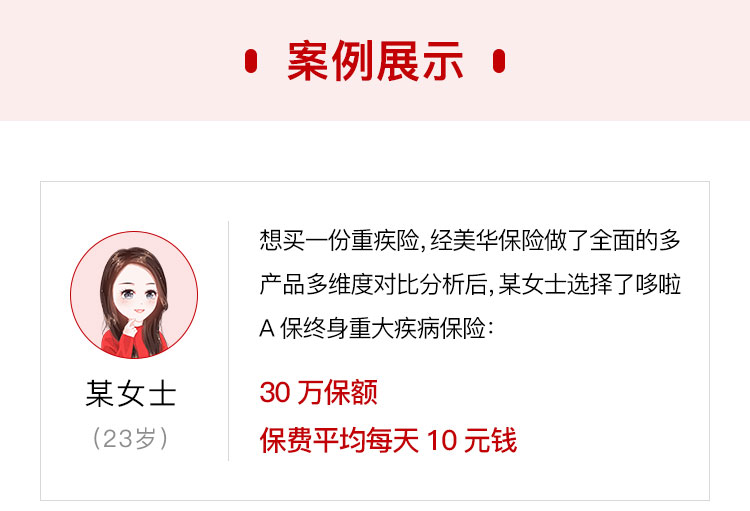 案例展示
想买一份重疾险，经美华保险做了全面的多
产品多维度对比分析后，某女士选择了哆啦
A 保终身重大疾病保险：
30 万保额
保费平均每天 10 元钱
某女士
（23岁）